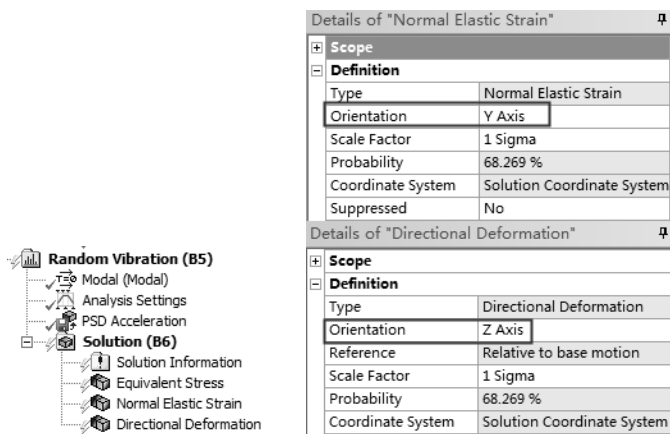 Details of "Normal Elastic Strain"
Scope
Definition
Type Normal Elastic Strain
Orientation Y Axis
Scale Factor 1 Sigma
Probability 68.269 %
Coordinate System Solution Coordinate System
Suppressed No
Details of "Directional Deformation"
Scope
Definition
Type Directional Deformation
Orientation Z Axis
Reference Relative to base motion
Scale Factor 1 Sigma
Probability 68.269 %
Coordinate System Solution Coordinate System
Random Vibration (B5)
Modal (Modal)
Analysis Settings
PSD Acceleration
Solution (B6)
Solution Information
Equivalent Stress
Normal Elastic Strain
Directional Deformation